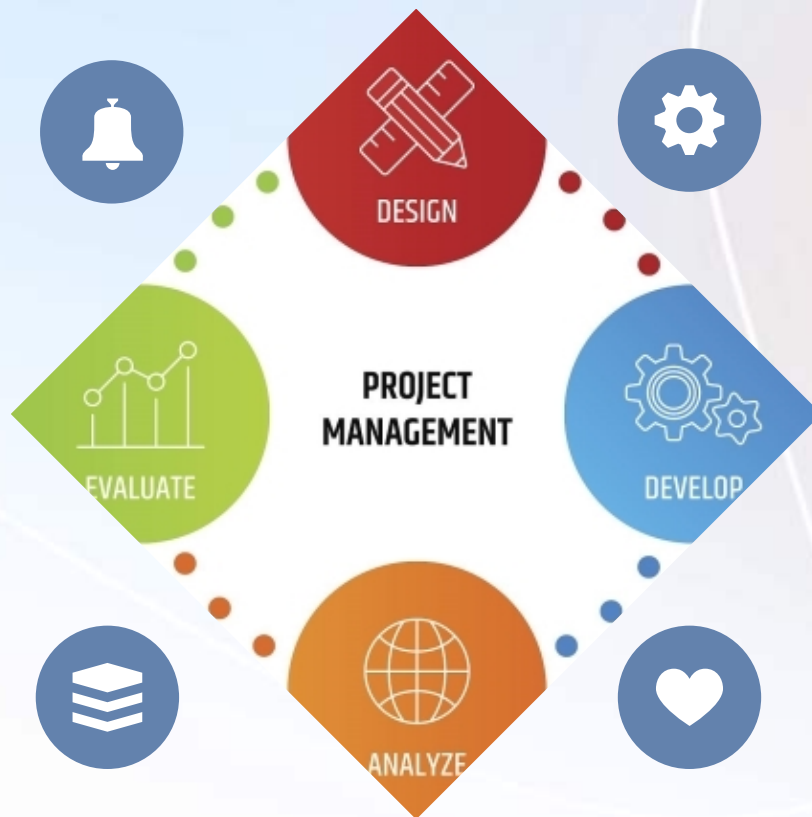 DESIGN
PROJECT
MANAGEMENT
EVALUATE
DEVELOP
ANALYZE